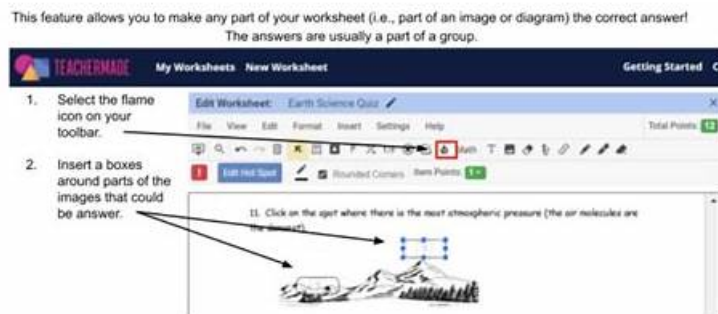 This feature allows you to make any part of your worksheet (i.e., part of an image or diagram) the correct answer!
The answers are usually a part of a group.
TEACHERMADE My Worksheets New Worksheet Getting Started
1. Select the flame
icon on your
toolbar.
Edit Worksheet: Earth Science Quiz
File View Edit Format Insert Settings Help Total Points: 12
Math T
Edit Hot Spot Rounded Corners Item Points: 1
2. Insert a boxes
around parts of the
images that could
be answer.
11. Click on the spot where there is the most atmospheric pressure (the air molecules are
the densest).